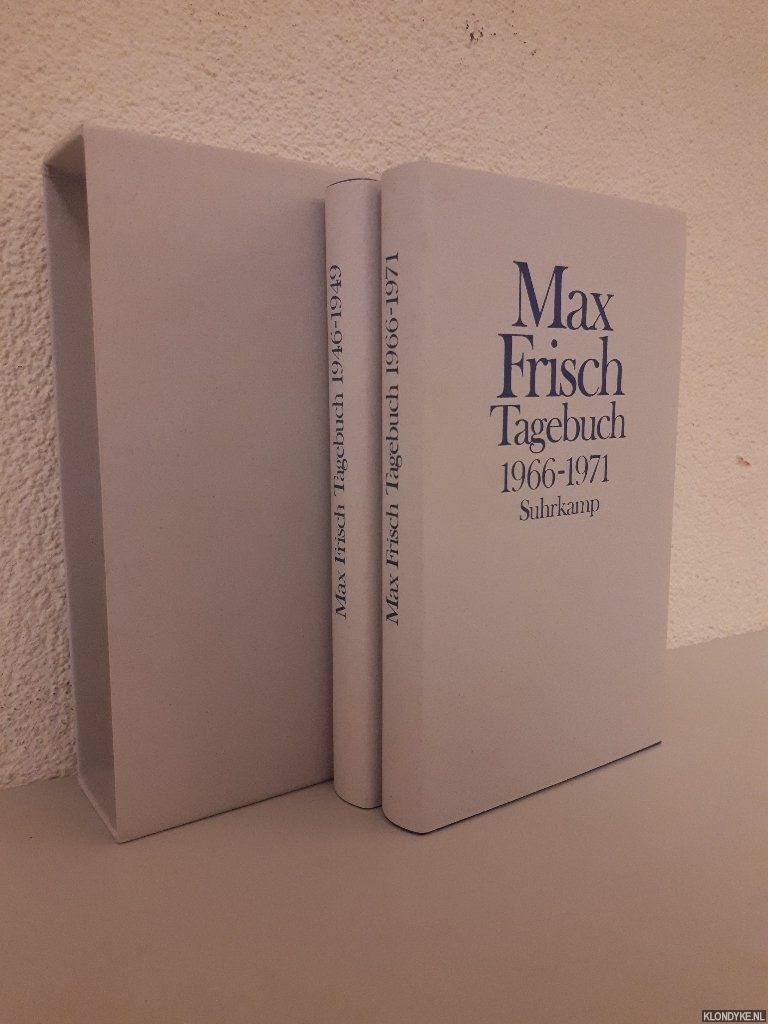 Max Frisch Tagebuch 1946-1949
Max Frisch Tagebuch 1966-1971
Max
Frisch
Tagebuch
1966-1971
Suhrkamp
KLONDYKE.NL